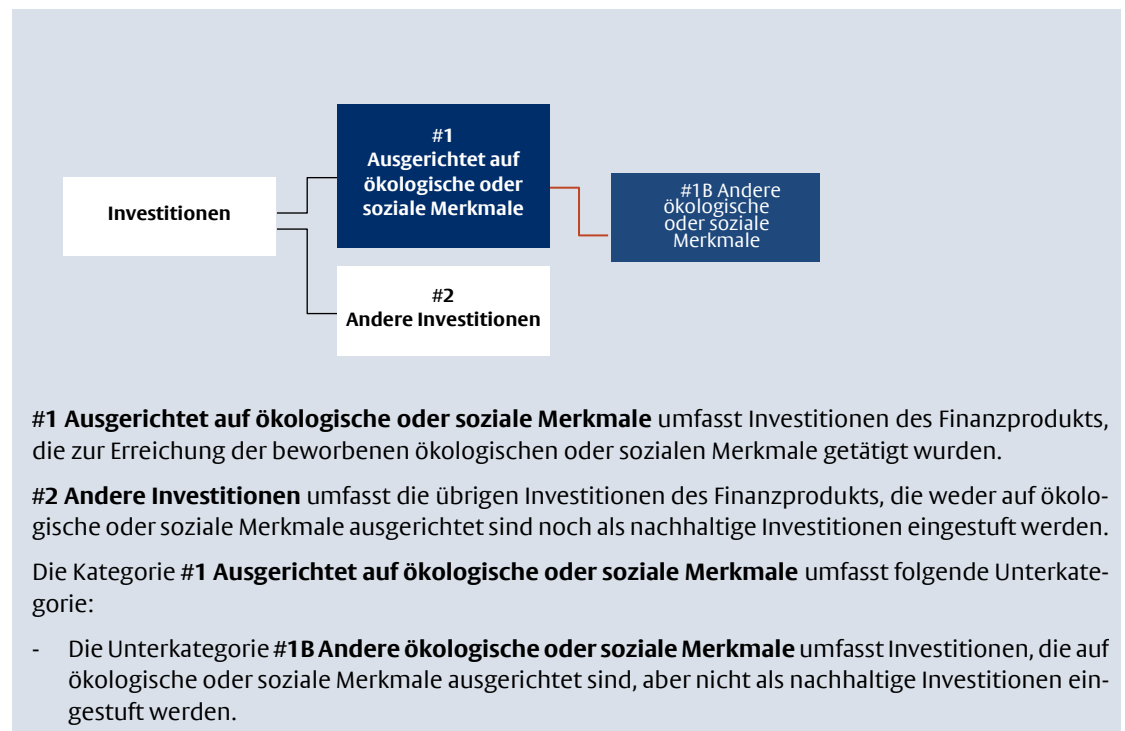 #1
Ausgerichtet auf
ökologische oder
soziale Merkmale
Investitionen
#1B Andere
ökologische
oder soziale
Merkmale
#2
Andere Investitionen
#1 Ausgerichtet auf ökologische oder soziale Merkmale umfasst Investitionen des Finanzprodukts,
die zur Erreichung der beworbenen ökologischen oder sozialen Merkmale getätigt wurden.
#2 Andere Investitionen umfasst die übrigen Investitionen des Finanzprodukts, die weder auf ökolo-
gische oder soziale Merkmale ausgerichtet sind noch als nachhaltige Investitionen eingestuft werden.
Die Kategorie #1 Ausgerichtet auf ökologische oder soziale Merkmale umfasst folgende Unterkate-
gorie:
- Die Unterkategorie #1B Andere ökologische oder soziale Merkmale umfasst Investitionen, die auf
ökologische oder soziale Merkmale ausgerichtet sind, aber nicht als nachhaltige Investitionen ein-
gestuft werden.